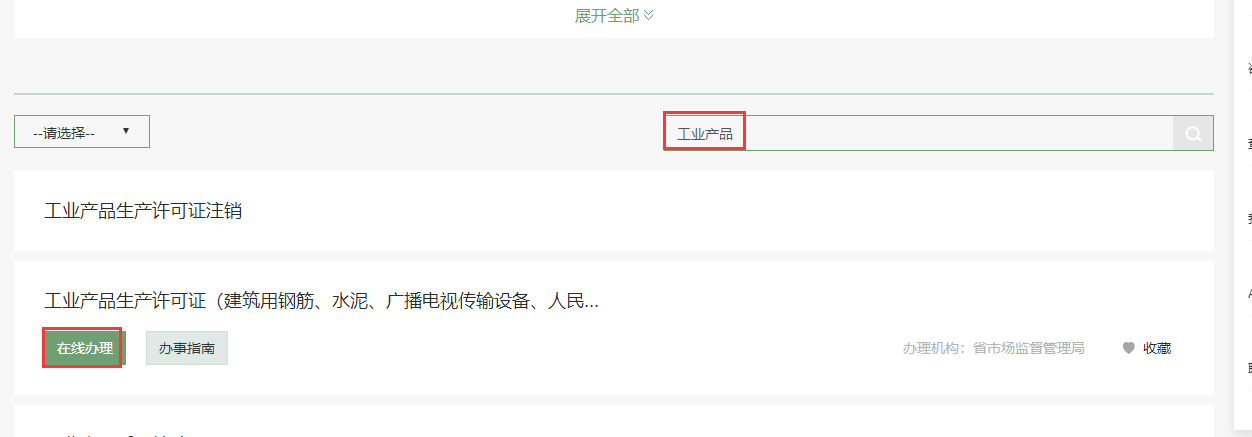 展开全部
--请选择--
工业产品
工业产品生产许可证注销
工业产品生产许可证（建筑用钢筋、水泥、广播电视传输设备、人民...
在线办理
办事指南
办理机构：省市场监督管理局
收藏